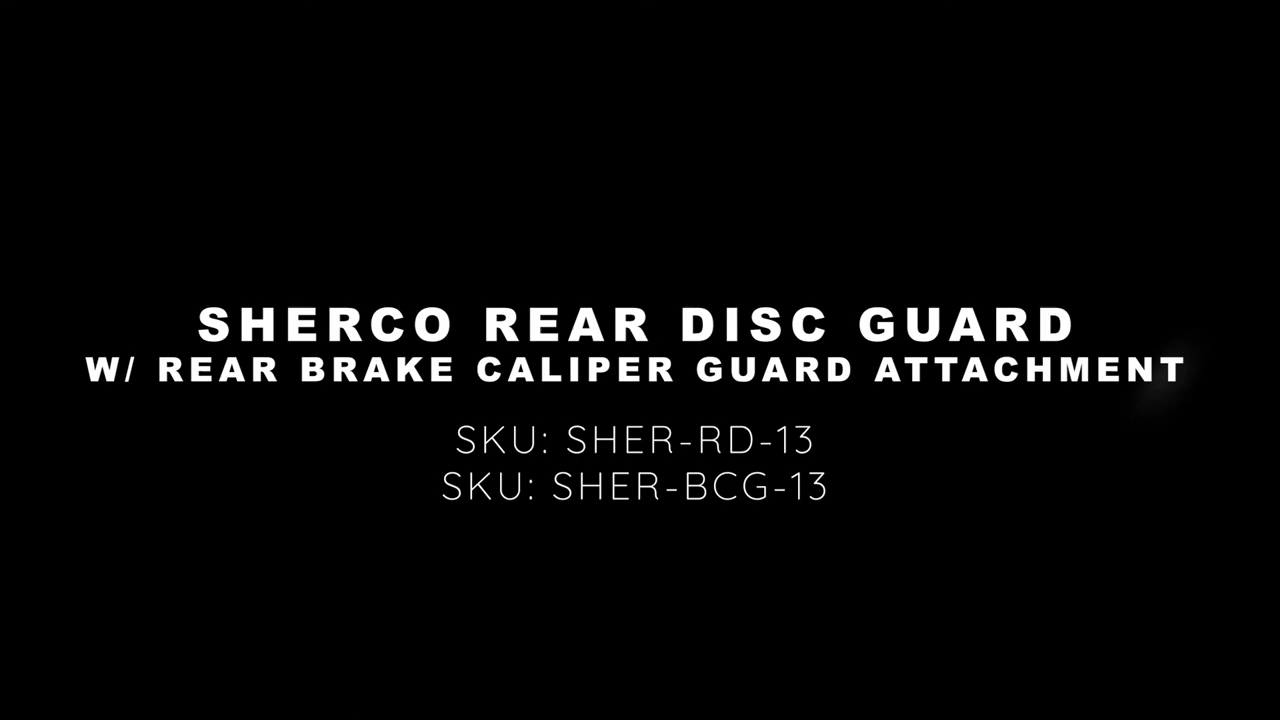 SHERCO REAR DISC GUARD
W/ REAR BRAKE CALIPER GUARD ATTACHMENT
SKU: SHER-RD-13
SKU: SHER-BCG-13